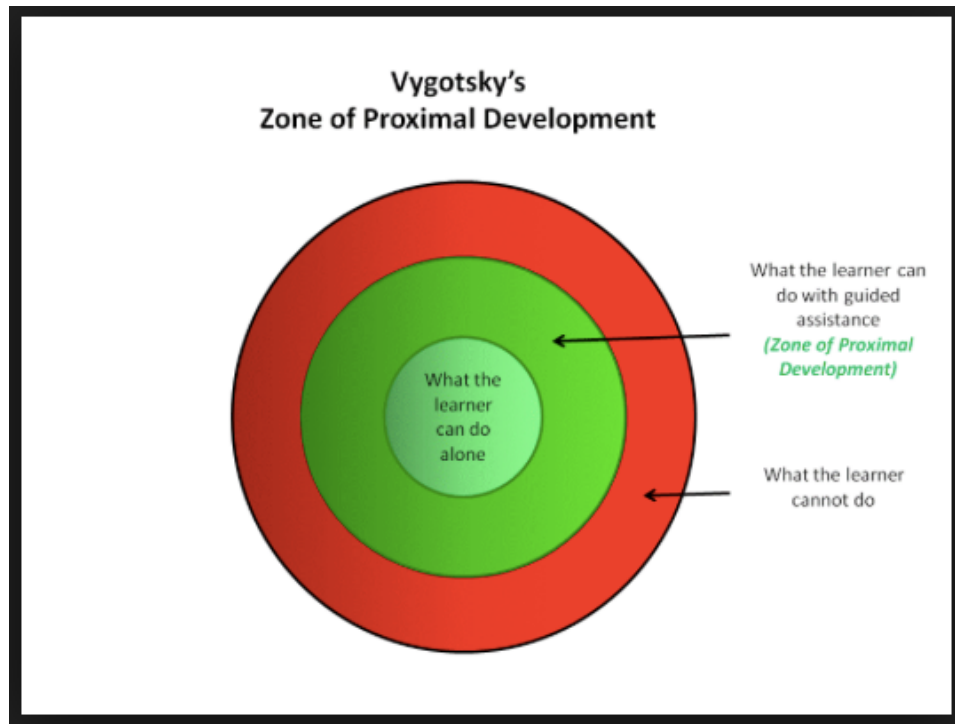 Vygotsky's
Zone of Proximal Development
What the learner can
do with guided
assistance
(Zone of Proximal
Development)
What the
learner
can do
alone
What the learner
cannot do